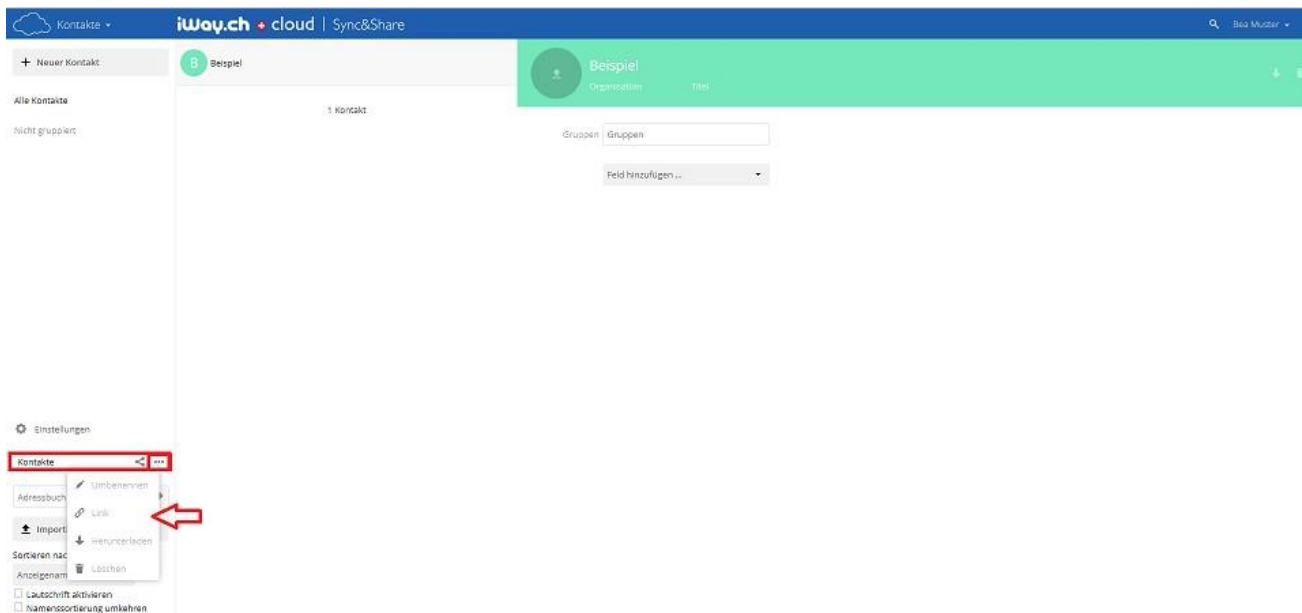 Kontakte
iWay.ch cloud | Sync&Share
Bea Muster
+ Neuer Kontakt
Alle Kontakte
Nicht gruppiert
B Beispiel
1 Kontakt
Beispiel
Organisation Titel
Gruppen Gruppen
Feld hinzufügen ...
Einstellungen
Kontakte
Umbenennen
Adressbuch
Link
Import
Herunterladen
Sortieren nac
Löschen
Anzeigenam
Lautschrift aktivieren
Namenssortierung umkehren